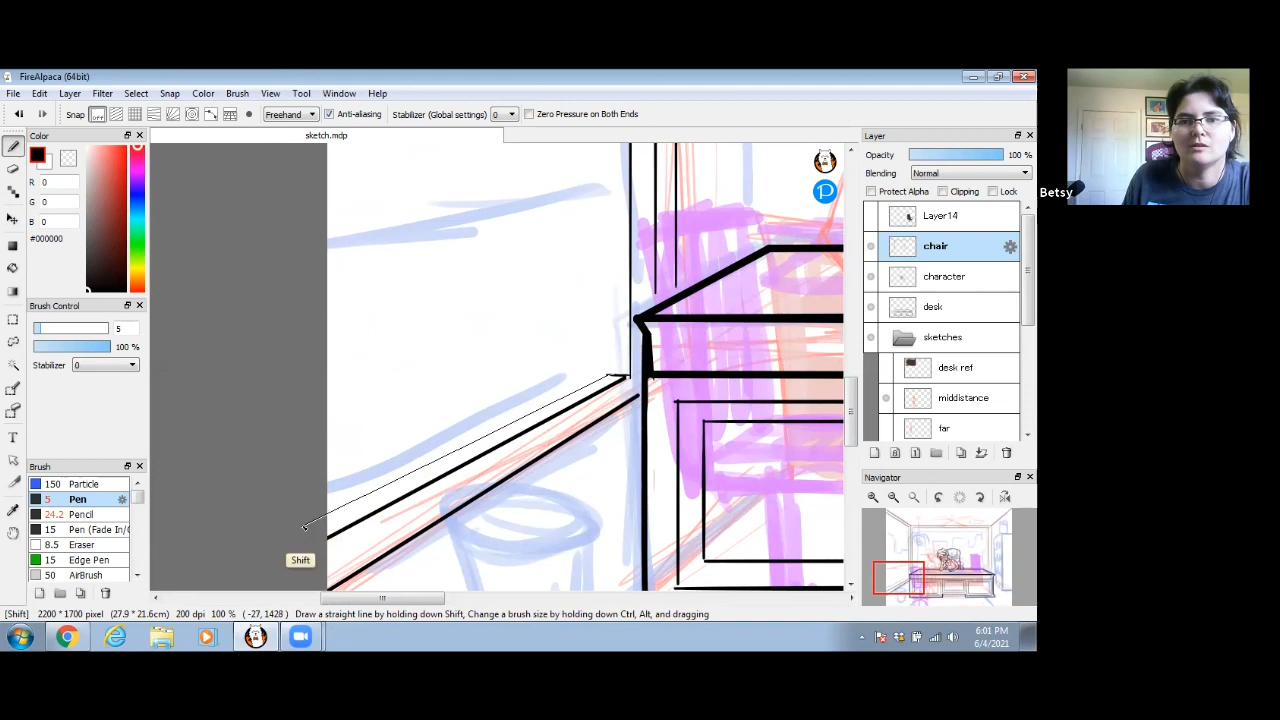 FireAlpaca (64bit)
File Edit Layer Filter Select Snap Color Brush View Tool Window Help
Snap OFF Freehand Anti-aliasing Stabilizer (Global settings) 0 Zero Pressure on Both Ends
Color
sketch.mdp
Layer
R 0
G 0
B 0
#000000
Opacity 100 %
Blending Normal
Protect Alpha Clipping Lock
Betsy
Layer14
chair
character
desk
sketches
desk ref
middistance
far
Brush Control
5
100 %
Stabilizer 0
Brush
150 Particle
5 Pen
24.2 Pencil
15 Pen (Fade In/O
8.5 Eraser
15 Edge Pen
50 AirBrush
Shift
Navigator
[Shift] 2200 * 1700 pixel (27.9 * 21.6cm) 200 dpi 100 % ( -27, 1428 ) Draw a straight line by holding down Shift, Change a brush size by holding down Ctrl, Alt, and dragging
6:01 PM
6/4/2021